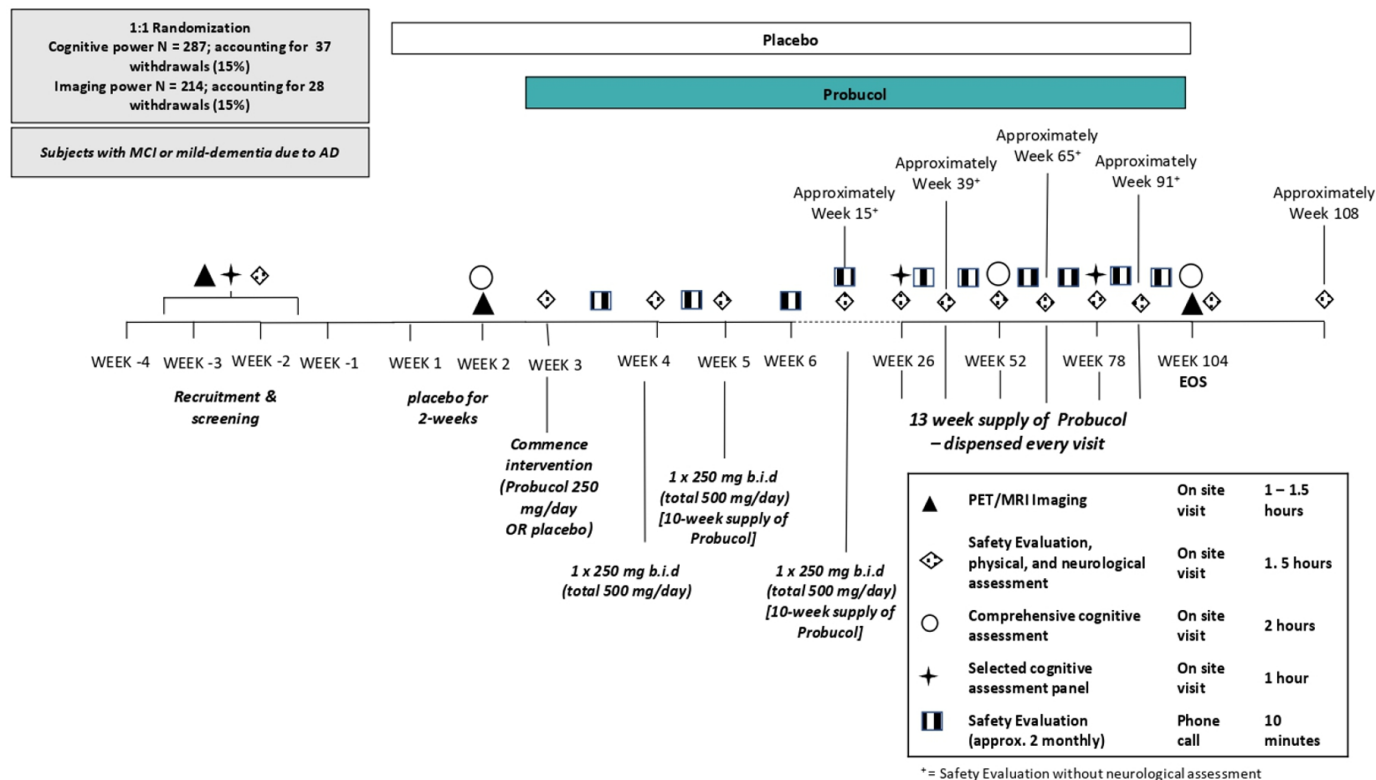 1:1 Randomization
Cognitive power N = 287; accounting for 37
withdrawals (15%)
Imaging power N = 214; accounting for 28
withdrawals (15%)
Subjects with MCI or mild-dementia due to AD
Placebo
Probucol
Approximately
Week 15+
Approximately
Week 39+
Approximately
Week 65+
Approximately
Week 91+
Approximately
Week 108
WEEK -4
WEEK -3
WEEK -2
WEEK -1
WEEK 1
WEEK 2
WEEK 3
WEEK 4
WEEK 5
WEEK 6
WEEK 26
WEEK 52
WEEK 78
WEEK 104
EOS
Recruitment &
screening
placebo for
2-weeks
Commence
intervention
(Probucol 250
mg/day
OR placebo)
1 x 250 mg b.i.d
(total 500 mg/day)
1 x 250 mg b.i.d
(total 500 mg/day)
[10-week supply of
Probucol]
1 x 250 mg b.i.d
(total 500 mg/day)
[10-week supply of
Probucol]
13 week supply of Probucol
– dispensed every visit
PET/MRI Imaging
On site
visit
1 – 1.5
hours
Safety Evaluation,
physical, and neurological
assessment
On site
visit
1. 5 hours
Comprehensive cognitive
assessment
On site
visit
2 hours
Selected cognitive
assessment panel
On site
visit
1 hour
Safety Evaluation
(approx. 2 monthly)
Phone
call
10
minutes
+ = Safety Evaluation without neurological assessment